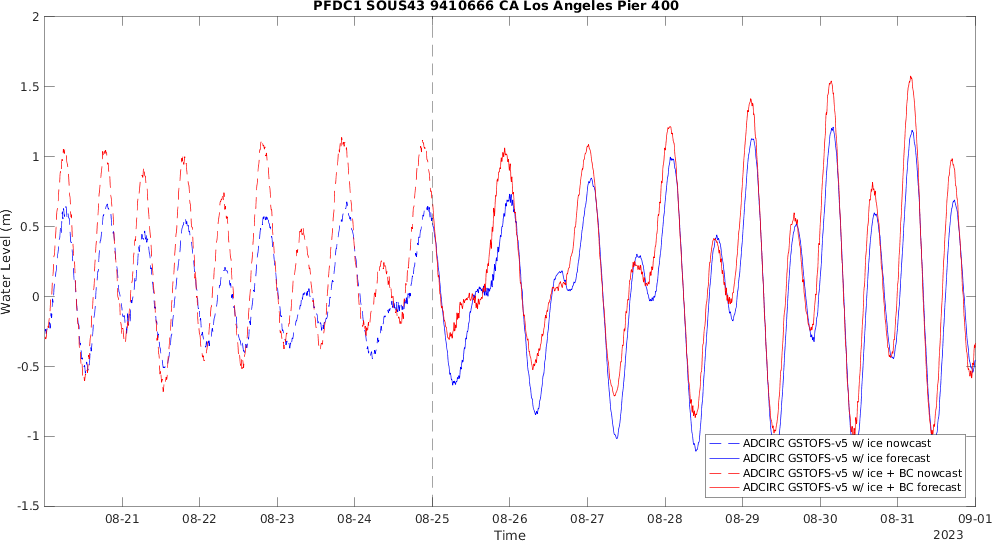 PFDC1 SOUS43 9410666 CA Los Angeles Pier 400
2
1.5
1
0.5
0
-0.5
-1
-1.5
Water Level (m)
ADCIRC GSTOFS-v5 w/ ice nowcast
ADCIRC GSTOFS-v5 w/ ice forecast
ADCIRC GSTOFS-v5 w/ ice + BC nowcast
ADCIRC GSTOFS-v5 w/ ice + BC forecast
08-21 08-22 08-23 08-24 08-25 08-26 08-27 08-28 08-29 08-30 08-31 09-01
Time
2023